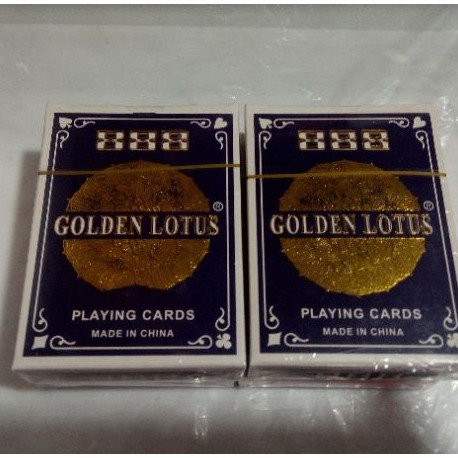 888
GOLDEN LOTUS®
PLAYING CARDS
MADE IN CHINA
888
GOLDEN LOTUS®
PLAYING CARDS
MADE IN CHINA